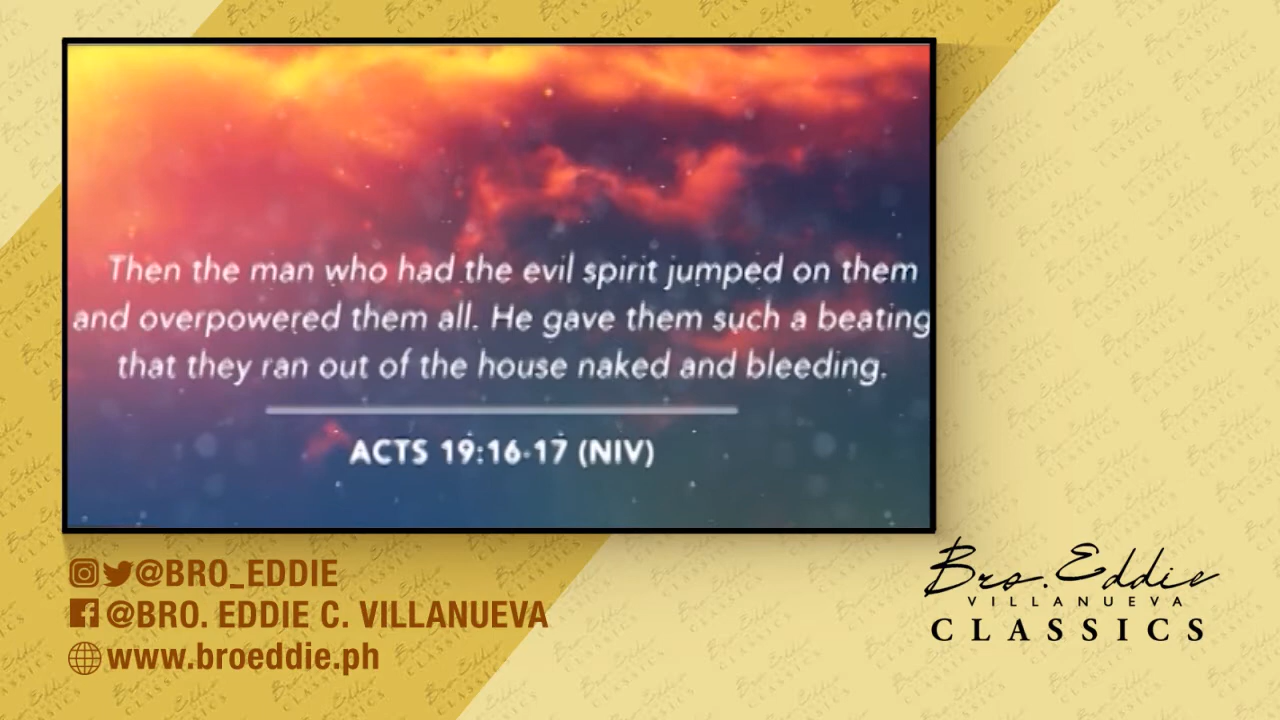 Then the man who had the evil spirit jumped on them
and overpowered them all. He gave them such a beating
that they ran out of the house naked and bleeding.
ACTS 19:16-17 (NIV)
@BRO_EDDIE
@BRO. EDDIE C. VILLANUEVA
www.broeddie.ph
Bro. Eddie
VILLANUEVA
CLASSICS